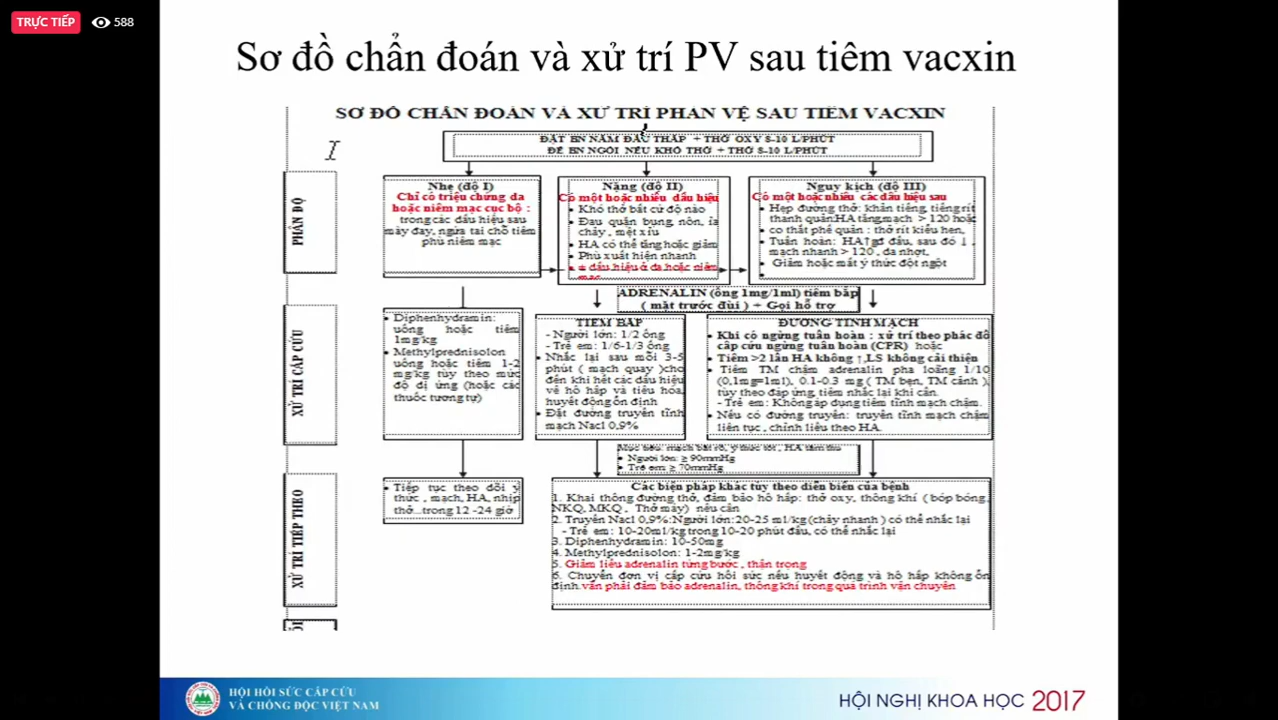 TRỰC TIẾP 588
Sơ đồ chẩn đoán và xử trí PV sau tiêm vacxin
SƠ ĐỒ CHẨN ĐOÁN VÀ XỬ TRÍ PHẢN VỆ SAU TIÊM VACXIN
ĐẶT BN NẰM ĐẦU THẤP + THỞ OXY 8-10 L/PHÚT
ĐỂ BN NGỒI NẾU KHÓ THỞ + THỞ 8-10 L/PHÚT
PHÂN ĐỘ
Nhẹ (độ I)
Chỉ có triệu chứng da
hoặc niêm mạc cục bộ :
trong các dấu hiệu sau
mày đay, ngứa tại chỗ tiêm
phù niêm mạc
Nặng (độ II)
Có một hoặc nhiều dấu hiệu
• Khó thở bất cứ độ nào
• Đau quặn bụng, nôn, ỉa
chảy, mệt xỉu
• HA có thể tăng hoặc giảm
• Phù xuất hiện nhanh
• ± dấu hiệu ở da hoặc niêm
Nguy kịch (độ III)
Có một hoặc nhiều các dấu hiệu sau
• Hẹp đường thở: khàn tiếng, tiếng rít
thanh quản:HA tăng,mạch > 120 hoặc
• co thắt phế quản : thở rít kiểu hen,
• Tuần hoàn: HA↑gđ đầu, sau đó ↓ ,
mạch nhanh > 120 , da nhợt,
• Giảm hoặc mất ý thức đột ngột
ADRENALIN (ống 1mg/1ml) tiêm bắp
( mặt trước đùi ) + Gọi hỗ trợ
XỬ TRÍ CẤP CỨU
• Diphenhydramin:
uống hoặc tiêm
1mg/kg
• Methylprednisolon
uống hoặc tiêm 1-2
mg/kg tùy theo mức
độ dị ứng (hoặc các
thuốc tương tự)
TIÊM BẮP
- Người lớn: 1/2 ống
- Trẻ em: 1/6-1/3 ống
• Nhắc lại sau mỗi 3-5
phút ( mạch quay )cho
đến khi hết các dấu hiệu
về hô hấp và tiêu hóa,
huyết động ổn định
• Đặt đường truyền tĩnh
mạch Nacl 0,9%
ĐƯỜNG TĨNH MẠCH
• Khi có ngừng tuần hoàn : xử trí theo phác đồ
cấp cứu ngừng tuần hoàn (CPR) hoặc
• Tiêm >2 lần HA không ↑,LS không cải thiện
• Tiêm TM chậm adrenalin pha loãng 1/10
(0,1mg=1ml), 0.1-0.3 mg ( TM bẹn, TM cảnh ),
tùy theo đáp ứng, tiêm nhắc lại khi cần.
- Trẻ em: Không áp dụng tiêm tĩnh mạch chậm.
• Nếu có đường truyền: truyền tĩnh mạch chậm
liên tục , chỉnh liều theo HA.
Mục tiêu: mạch bắt rõ, ý thức tốt , HA tâm thu
• Người lớn: ≥ 90mmHg
• Trẻ em: ≥ 70mmHg
XỬ TRÍ TIẾP THEO
• Tiếp tục theo dõi ý
thức , mạch, HA, nhịp
thở...trong 12 -24 giờ
Các biện pháp khác tùy theo diễn biến của bệnh
1. Khai thông đường thở, đảm bảo hô hấp: thở oxy, thông khí ( bóp bóng,
NKQ, MKQ , Thở máy) nếu cần
2. Truyền Nacl 0,9%:Người lớn:20-25 ml/kg(chảy nhanh ) có thể nhắc lại
- Trẻ em: 10-20ml/kg trong 10-20 phút đầu, có thể nhắc lại
3. Diphenhydramin: 10-50mg
4. Methylprednisolon: 1-2mg/kg
5. Giảm liều adrenalin từng bước , thận trọng
6. Chuyển đơn vị cấp cứu hồi sức nếu huyết động và hô hấp không ổn
định.vẫn phải đảm bảo adrenalin, thông khí trong quá trình vận chuyển
HỘI HỒI SỨC CẤP CỨU
VÀ CHỐNG ĐỘC VIỆT NAM
HỘI NGHỊ KHOA HỌC 2017